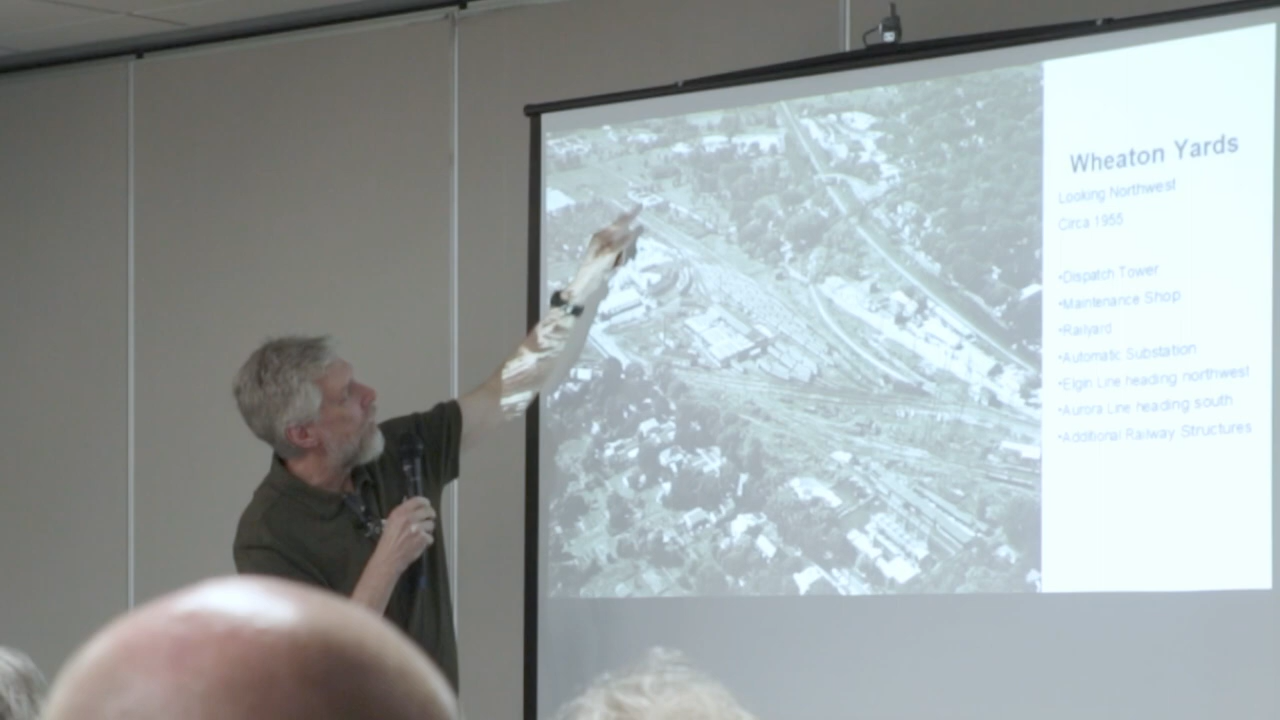 Wheaton Yards
Looking Northwest
Circa 1955
•Dispatch Tower
•Maintenance Shop
•Railyard
•Automatic Substation
•Elgin Line heading northwest
•Aurora Line heading south
•Additional Railway Structures